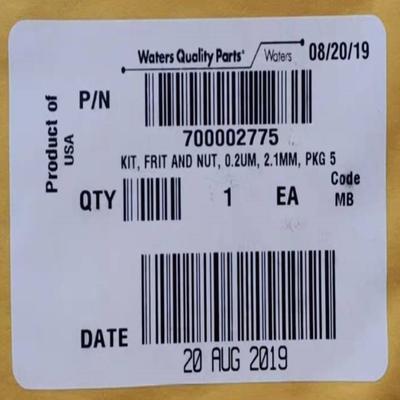 Waters Quality Parts® Waters 08/20/19
Product of
USA
P/N
700002775
KIT, FRIT AND NUT, 0.2UM, 2.1MM, PKG 5
QTY 1 EA Code
MB
DATE
20 AUG 2019